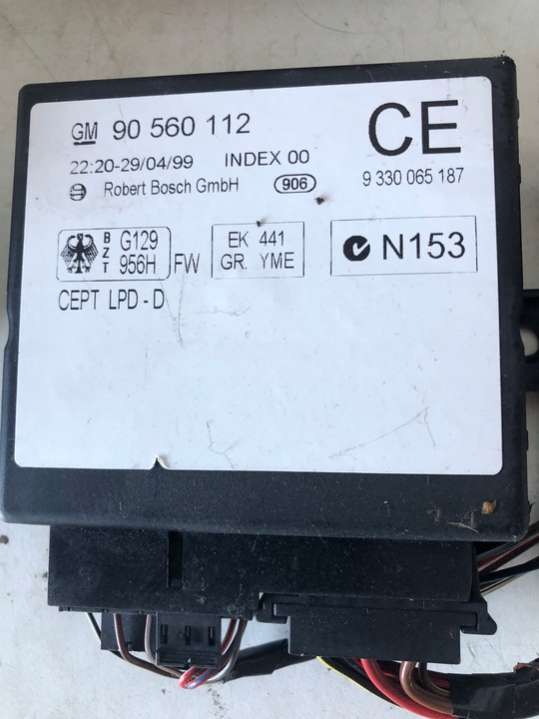 GM 90 560 112
CE
22:20-29/04/99 INDEX 00
Robert Bosch GmbH 906
9 330 065 187
BZT G129
956H FW
EK 441
GR. YME
N153
CEPT LPD - D